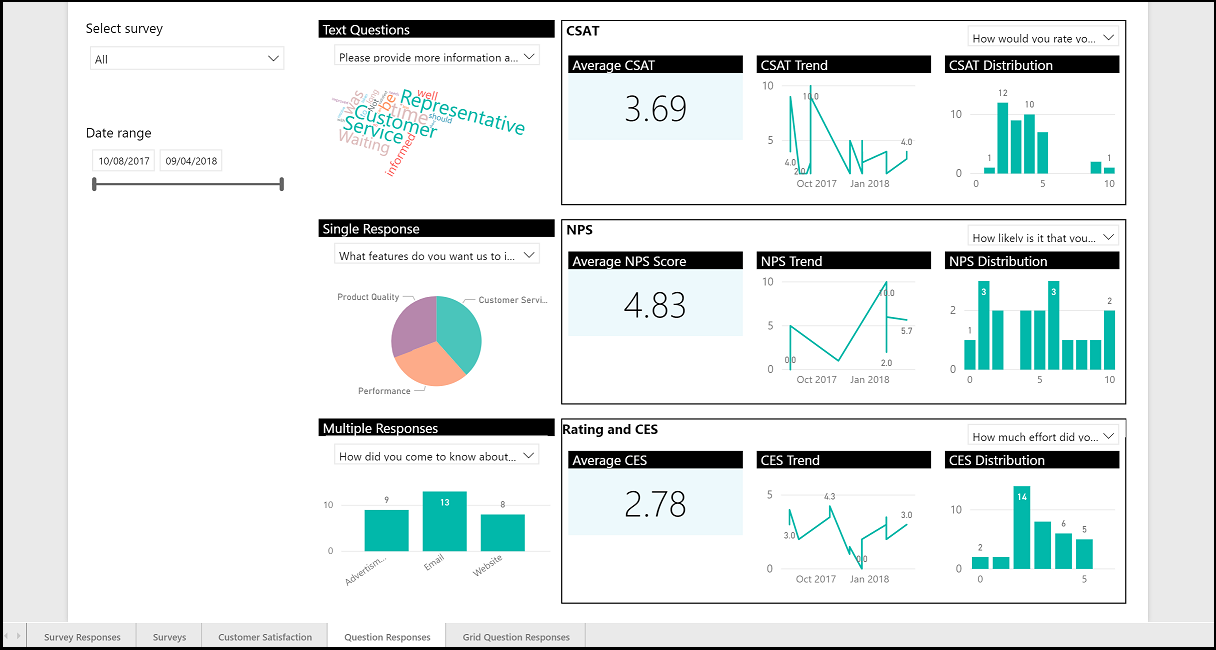 Select survey
All
Date range
10/08/2017
09/04/2018
Text Questions
Please provide more information a...
Representative
Customer
Service
time
Waiting
informed
well
should
be
was
Not
Single Response
What features do you want us to i...
Product Quality
Customer Servi...
Performance
Multiple Responses
How did you come to know about...
10
0
9
13
8
Advertism...
Email
Website
CSAT
How would you rate yo...
Average CSAT
3.69
CSAT Trend
10
5
10.0
4.0
2.0
4.0
Oct 2017
Jan 2018
CSAT Distribution
10
0
1
12
10
1
0
5
10
NPS
How likely is it that you...
Average NPS Score
4.83
NPS Trend
10
5
0
0.0
10.0
2.0
5.7
Oct 2017
Jan 2018
NPS Distribution
2
0
1
3
3
2
0
5
10
Rating and CES
How much effort did yo...
Average CES
2.78
CES Trend
5
0
3.0
4.3
0.0
3.0
Oct 2017
Jan 2018
CES Distribution
10
0
2
14
6
5
0
5
Survey Responses
Surveys
Customer Satisfaction
Question Responses
Grid Question Responses